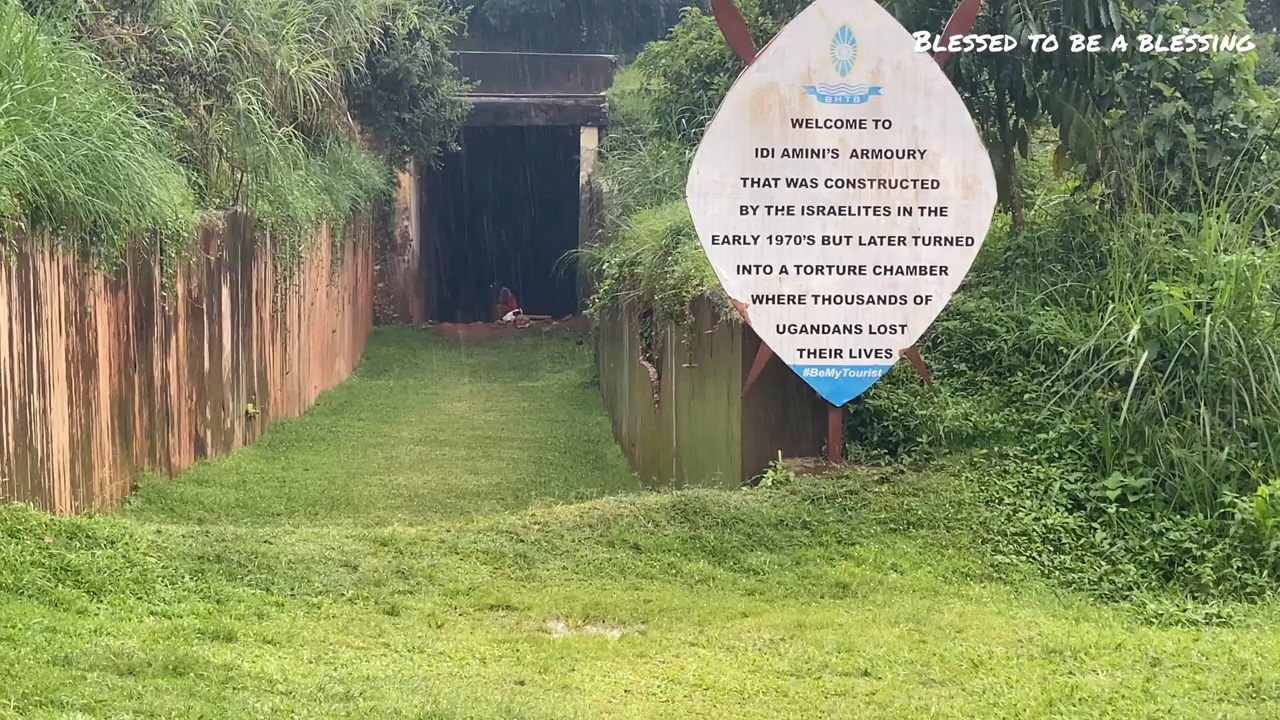 BLESSED TO BE A BLESSING
BHTB
WELCOME TO
IDI AMINI'S ARMOURY
THAT WAS CONSTRUCTED
BY THE ISRAELITES IN THE
EARLY 1970'S BUT LATER TURNED
INTO A TORTURE CHAMBER
WHERE THOUSANDS OF
UGANDANS LOST
THEIR LIVES
#BeMyTourist